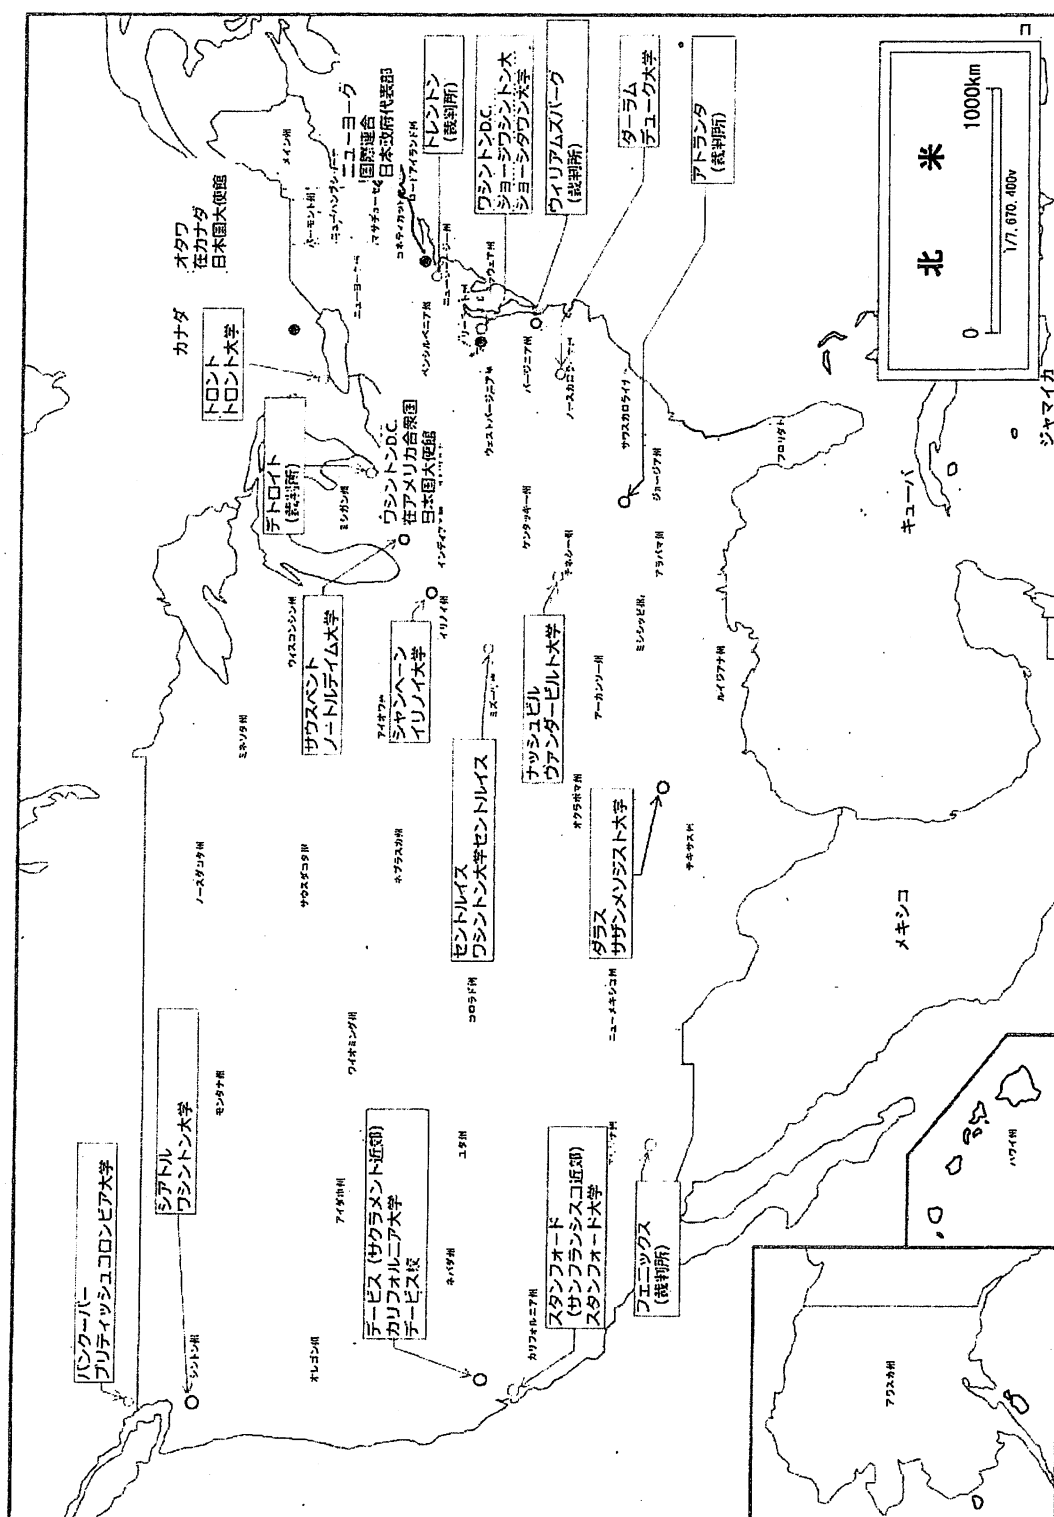 北　米
0
1000km
1/7,670,400v
オタワ
在カナダ
日本国大使館
カナダ
トロント
トロント大学
デトロイト
(裁判所)
ワシントンD.C.
在アメリカ合衆国
日本国大使館
ニューヨーク
国際連合
日本政府代表部
トレントン
(裁判所)
ワシントンD.C.
ジョージワシントン大
ジョージタウン大学
ウィリアムズバーグ
(裁判所)
ダーラム
デューク大学
アトランタ
(裁判所)
サウスベント
ノートルデイム大学
シャンペーン
イリノイ大学
セントルイス
ワシントン大学セントルイス
ナッシュビル
ヴァンダービルト大学
ダラス
サザンメソジスト大学
バンクーバー
ブリティッシュコロンビア大学
シアトル
ワシントン大学
デービス (サクラメント近郊)
カリフォルニア大学
デービス校
スタンフォード
(サンフランシスコ近郊)
スタンフォード大学
フェニックス
(裁判所)
メイン州
バーモント州
ニューハンプシャー
マサチューセ
ロードアイランド州
コネティカット
ニューヨーク州
ニュージャージー州
ペンシルベニア州
ウェストバージニア州
バージニア州
サウスカロライナ
ジョージア州
フロリダ州
ミシガン州
ウィスコンシン州
イリノイ州
ケンタッキー州
テネシー州
アラバマ州
ミシシッピ州
ルイジアナ州
アーカンソー州
オクラホマ州
テキサス州
ミネソタ州
アイオワ州
ノースダコタ州
サウスダコタ州
ネブラスカ州
コロラド州
ニューメキシコ州
モンタナ州
ワイオミング州
アイダホ州
ユタ州
ネバダ州
オレゴン州
カリフォルニア州
アラスカ州
ハワイ州
メキシコ
キューバ
ジャマイカ